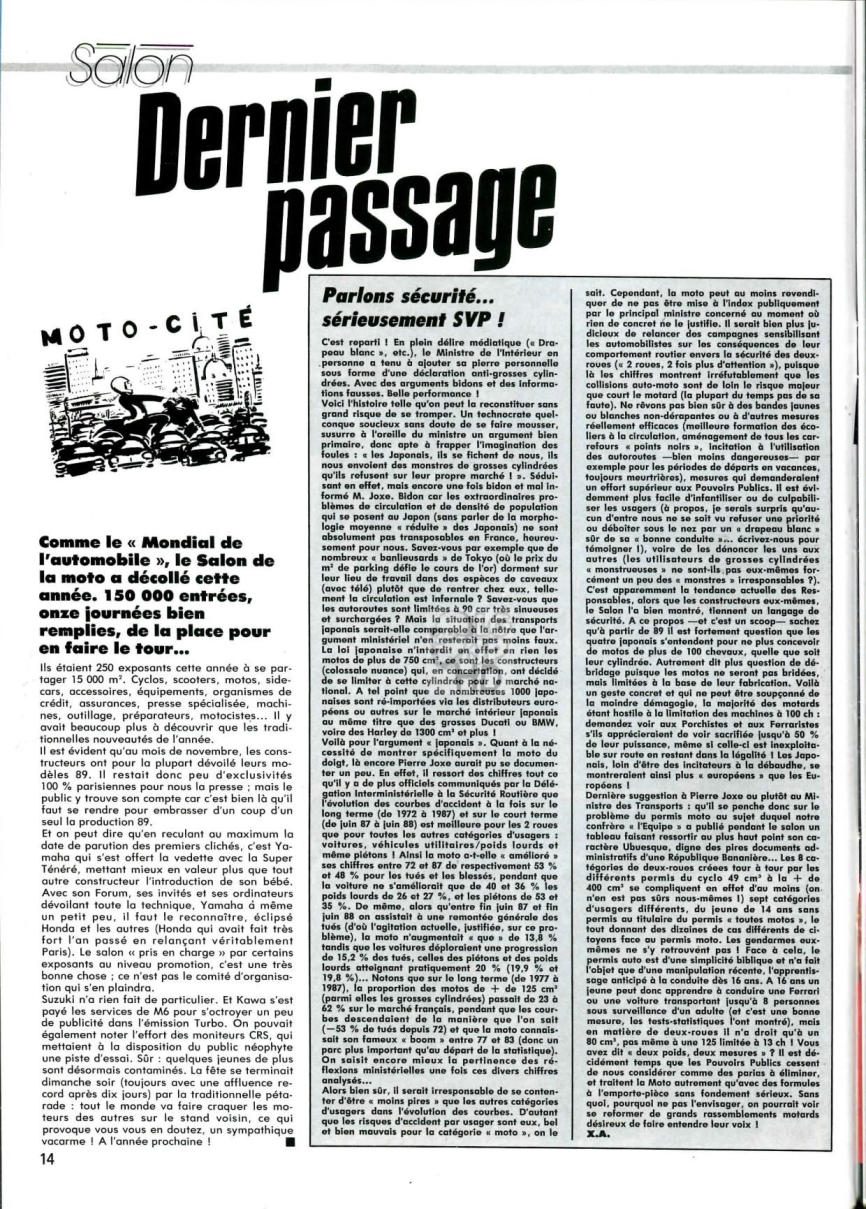 Salon
Dernier
passage
MOTO-CITÉ
Comme le « Mondial de
l'automobile », le Salon de
la moto a décollé cette
année. 150 000 entrées,
onze journées bien
remplies, de la place pour
en faire le tour...
Ils étaient 250 exposants cette année à se par-
tager 15 000 m². Cyclos, scooters, motos, side-
cars, accessoires, équipements, organismes de
crédit, assurances, presse spécialisée, machi-
nes, outillage, préparateurs, motocistes... Il y
avait beaucoup plus à découvrir que les tradi-
tionnelles nouveautés de l'année.
Il est évident qu'au mois de novembre, les cons-
tructeurs ont pour la plupart dévoilé leurs mo-
dèles 89. Il restait donc peu d'exclusivités
100 % parisiennes pour nous la presse ; mais le
public y trouve son compte car c'est bien là qu'il
faut se rendre pour embrasser d'un coup d'un
seul la production 89.
Et on peut dire qu'en reculant au maximum la
date de parution des premiers clichés, c'est Ya-
maha qui s'est offert la vedette avec la Super
Ténéré, mettant mieux en valeur plus que tout
autre constructeur l'introduction de son bébé.
Avec son Forum, ses invités et ses ordinateurs
dévoilant toute la technique, Yamaha à même
un petit peu, il faut le reconnaître, éclipsé
Honda et les autres (Honda qui avait fait très
fort l'an passé en relançant véritablement
Paris). Le salon « pris en charge » par certains
exposants au niveau promotion, c'est une très
bonne chose ; ce n'est pas le comité d'organisa-
tion qui s'en plaindra.
Suzuki n'a rien fait de particulier. Et Kawa s'est
payé les services de M6 pour s'octroyer un peu
de publicité dans l'émission Turbo. On pouvait
également noter l'effort des moniteurs CRS, qui
mettaient à la disposition du public néophyte
une piste d'essai. Sûr : quelques jeunes de plus
sont désormais contaminés. La fête se terminait
dimanche soir (toujours avec une affluence re-
cord après dix jours) par la traditionnelle péta-
rade : tout le monde va faire craquer les mo-
teurs des autres sur le stand voisin, ce qui
provoque vous vous en doutez, un sympathique
vacarme ! A l'année prochaine !
14
Parlons sécurité...
sérieusement SVP !
C'est reparti ! En plein délire médiatique (« Dra-
peau blanc », etc.), le Ministre de l'Intérieur en
personne a tenu à ajouter sa pierre personnelle
sous forme d'une déclaration anti-grosses cylin-
drées. Avec des arguments bidons et des informa-
tions fausses. Belle performance !
Voici l'histoire telle qu'on peut la reconstituer sans
grand risque de se tromper. Un technocrate quel-
conque soucieux sans doute de se faire mousser,
susurre à l'oreille du ministre un argument bien
primaire, donc apte à frapper l'imagination des
foules : « les Japonais, ils se fichent de nous, ils
nous envoient des monstres de grosses cylindrées
qu'ils refusent sur leur propre marché ! ». Sédui-
sant en effet, mais encore une fois bidon et mal in-
formé M. Joxe. Bidon car les extraordinaires pro-
blèmes de circulation et de densité de population
qui se posent au Japon (sans parler de la morpho-
logie moyenne « réduite » des Japonais) ne sont
absolument pas transposables en France, heureu-
sement pour nous. Savez-vous par exemple que de
nombreux « banlieusards » de Tokyo (où le prix du
m² de parking défie le cours de l'or) dorment sur
leur lieu de travail dans des espèces de caveaux
(avec télé) plutôt que de rentrer chez eux, telle-
ment la circulation est infernale ? Savez-vous que
les autoroutes sont limitées à 90 car très sinueuses
et surchargées ? Mais la situation des transports
japonais serait-elle comparable à la nôtre que l'ar-
gument ministériel n'en resterait pas moins faux.
La loi japonaise n'interdit en effet en rien les
motos de plus de 750 cm³, ce sont les constructeurs
(colossale nuance) qui, en concertation, ont décidé
de se limiter à cette cylindrée pour le marché na-
tional. A tel point que de nombreuses 1000 japo-
naises sont ré-importées via les distributeurs euro-
péens ou autres sur le marché intérieur japonais
au même titre que des grosses Ducati ou BMW,
voire des Harley de 1300 cm³ et plus !
Voilà pour l'argument « japonais ». Quant à la né-
cessité de montrer spécifiquement la moto du
doigt, là encore Pierre Joxe aurait pu se documen-
ter un peu. En effet, il ressort des chiffres tout ce
qu'il y a de plus officiels communiqués par la Délé-
gation Interministérielle à la Sécurité Routière que
l'évolution des courbes d'accident à la fois sur le
long terme (de 1972 à 1987) et sur le court terme
(de juin 87 à juin 88) est meilleure pour les 2 roues
que pour toutes les autres catégories d'usagers :
voitures, véhicules utilitaires/poids lourds et
même piétons ! Ainsi la moto a-t-elle « amélioré »
ses chiffres entre 72 et 87 de respectivement 53 %
et 48 % pour les tués et les blessés, pendant que
la voiture ne s'améliorait que de 40 et 36 % les
poids lourds de 26 et 27 %, et les piétons de 53 et
35 %. De même, alors qu'entre fin juin 87 et fin
juin 88 on assistait à une remontée générale des
tués (d'où l'agitation actuelle, justifiée, sur ce pro-
blème), la moto n'augmentait « que » de 13,8 %
tandis que les voitures déploraient une progression
de 15,2 % des tués, celles des piétons et des poids
lourds atteignant pratiquement 20 % (19,9 % et
19,8 %)... Notons que sur le long terme (de 1977 à
1987), la proportion des motos de + de 125 cm³
(parmi elles les grosses cylindrées) passait de 23 à
62 % sur le marché français, pendant que les cour-
bes descendaient de la manière que l'on sait
(—53 % de tués depuis 72) et que la moto connais-
sait son fameux « boom » entre 77 et 83 (donc un
parc plus important qu'au départ de la statistique).
On saisit encore mieux la pertinence des ré-
flexions ministérielles une fois ces divers chiffres
analysés...
Alors bien sûr, il serait irresponsable de se conten-
ter d'être « moins pires » que les autres catégories
d'usagers dans l'évolution des courbes. D'autant
que les risques d'accident par usager sont eux, bel
et bien mauvais pour la catégorie « moto », on le
sait. Cependant, la moto peut au moins revendi-
quer de ne pas être mise à l'index publiquement
par le principal ministre concerné au moment où
rien de concret ne le justifie. Il serait bien plus ju-
dicieux de relancer des campagnes sensibilisant
les automobilistes sur les conséquences de leur
comportement routier envers la sécurité des deux-
roues (« 2 roues, 2 fois plus d'attention »), puisque
là les chiffres montrent irréfutablement que les
collisions auto-moto sont de loin le risque majeur
que court le motard (la plupart du temps pas de sa
faute). Ne rêvons pas bien sûr à des bandes jaunes
ou blanches non-dérapantes ou à d'autres mesures
réellement efficaces (meilleure formation des éco-
liers à la circulation, aménagement de tous les car-
refours « points noirs », incitation à l'utilisation
des autoroutes —bien moins dangereuses— par
exemple pour les périodes de départs en vacances,
toujours meurtrières), mesures qui demanderaient
un effort supérieur aux Pouvoirs Publics. Il est évi-
demment plus facile d'infantiliser ou de culpabili-
ser les usagers (à propos, je serais surpris qu'au-
cun d'entre nous ne se soit vu refuser une priorité
ou déboîter sous le nez par un « drapeau blanc »
sûr de sa « bonne conduite »... écrivez-nous pour
témoigner !), voire de les dénoncer les uns aux
autres (les utilisateurs de grosses cylindrées
« monstrueuses » ne sont-ils pas eux-mêmes for-
cément un peu des « monstres » irresponsables ?).
C'est apparemment la tendance actuelle des Res-
ponsables, alors que les constructeurs eux-mêmes,
le Salon l'a bien montré, tiennent un langage de
sécurité. A ce propos —et c'est un scoop— sachez
qu'à partir de 89 il est fortement question que les
quatre japonais s'entendent pour ne plus concevoir
de motos de plus de 100 chevaux, quelle que soit
leur cylindrée. Autrement dit plus question de dé-
bridage puisque les motos ne seront pas bridées,
mais limitées à la base de leur fabrication. Voilà
un geste concret et qui ne peut être soupçonné de
la moindre démagogie, la majorité des motards
étant hostile à la limitation des machines à 100 ch :
demandez voir aux Porchistes et aux Ferraristes
s'ils apprécieraient de voir sacrifiée jusqu'à 50 %
de leur puissance, même si celle-ci est inexploita-
ble sur route en restant dans la légalité ! Les Japo-
nais, loin d'être des incitateurs à la débaudhe, se
montreraient ainsi plus « européens » que les Eu-
ropéens !
Dernière suggestion à Pierre Joxe ou plutôt au Mi-
nistre des Transports : qu'il se penche donc sur le
problème du permis moto au sujet duquel notre
confrère « l'Equipe » a publié pendant le salon un
tableau faisant ressortir au plus haut point son ca-
ractère Ubuesque, digne des pires documents ad-
ministratifs d'une République Bananière... Les 8 ca-
tégories de deux-roues créées tour à tour par les
différents permis du cyclo 49 cm³ à la + de
400 cm³ se compliquent en effet d'au moins (on
n'en est pas sûrs nous-mêmes !) sept catégories
d'usagers différents, du jeune de 14 ans sans
permis au titulaire du permis « toutes motos », le
tout donnant des dizaines de cas différents de ci-
toyens face au permis moto. Les gendarmes eux-
mêmes ne s'y retrouvent pas ! Face à cela, le
permis auto est d'une simplicité biblique et n'a fait
l'objet que d'une manipulation récente, l'apprentis-
sage anticipé à la conduite dès 16 ans. A 16 ans un
jeune peut donc apprendre à conduire une Ferrari
ou une voiture transportant jusqu'à 8 personnes
sous surveillance d'un adulte (et c'est une bonne
mesure, les tests-statistiques l'ont montré), mais
en matière de deux-roues il n'a droit qu'à un
80 cm³, pas même à une 125 limitée à 13 ch ! Vous
avez dit « deux poids, deux mesures » ? Il est dé-
cidément temps que les Pouvoirs Publics cessent
de nous considérer comme des parias à éliminer,
et traitent la Moto autrement qu'avec des formules
à l'emporte-pièce sans fondement sérieux. Sans
quoi, pourquoi ne pas l'envisager, on pourrait voir
se reformer de grands rassemblements motards
désireux de faire entendre leur voix !
X.A.